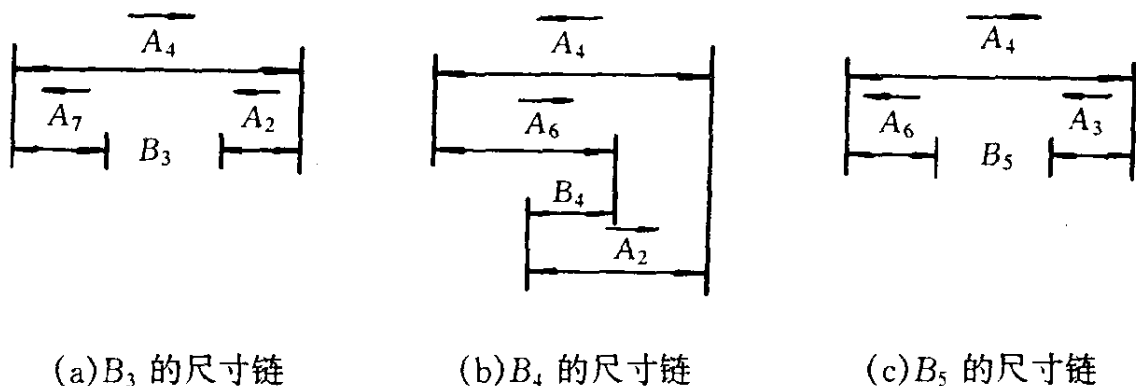 A₄
A₇ A₂
B₃
(a)B₃ 的尺寸链
A₄
A₆
B₄
A₂
(b)B₄ 的尺寸链
A₄
A₆ A₃
B₅
(c)B₅ 的尺寸链